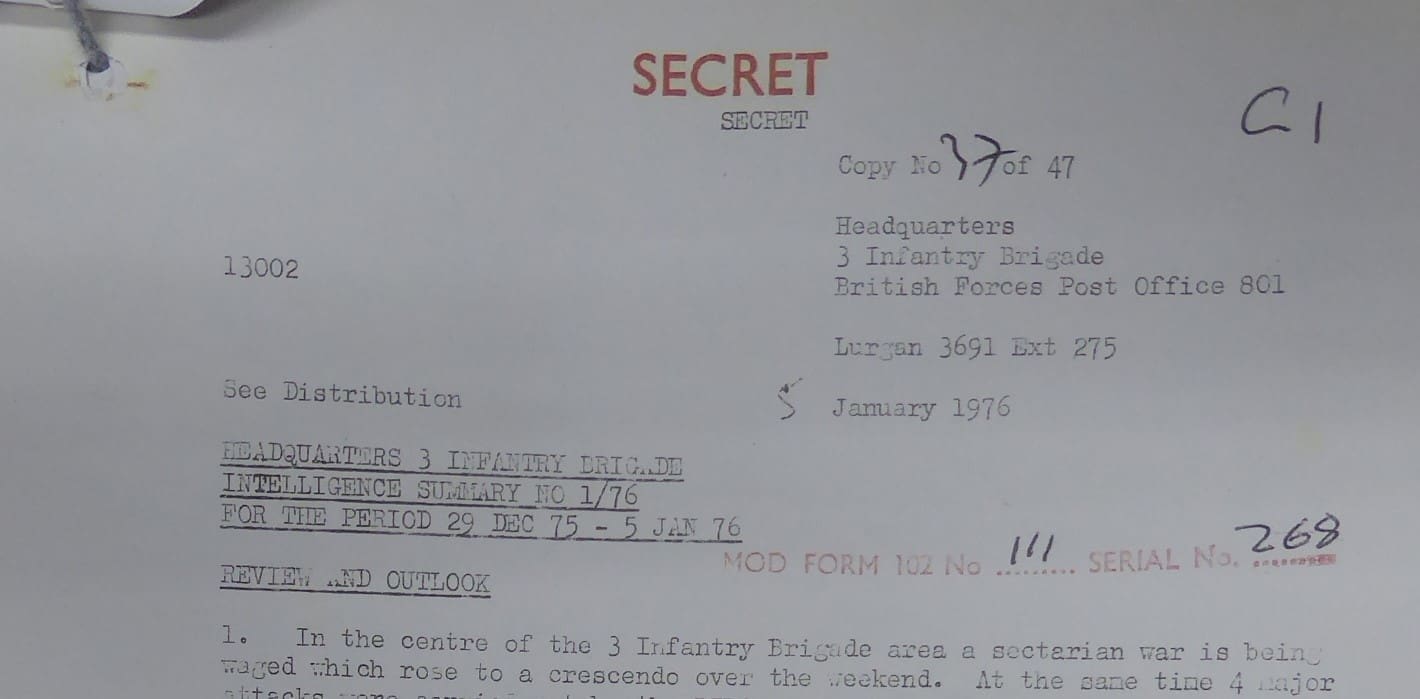 SECRET
SECRET
C1
Copy No 37 of 47
Headquarters
3 Infantry Brigade
British Forces Post Office 801
13002
Lurgan 3691 Ext 275
See Distribution
5 January 1976
HEADQUARTERS 3 INFANTRY BRIGADE
INTELLIGENCE SUMMARY NO 1/76
FOR THE PERIOD 29 DEC 75 - 5 JAN 76
MOD FORM 102 No 111 SERIAL No. 268
REVIEW AND OUTLOOK
1. In the centre of the 3 Infantry Brigade area a sectarian war is being
waged which rose to a crescendo over the weekend. At the same time 4 major
attacks were